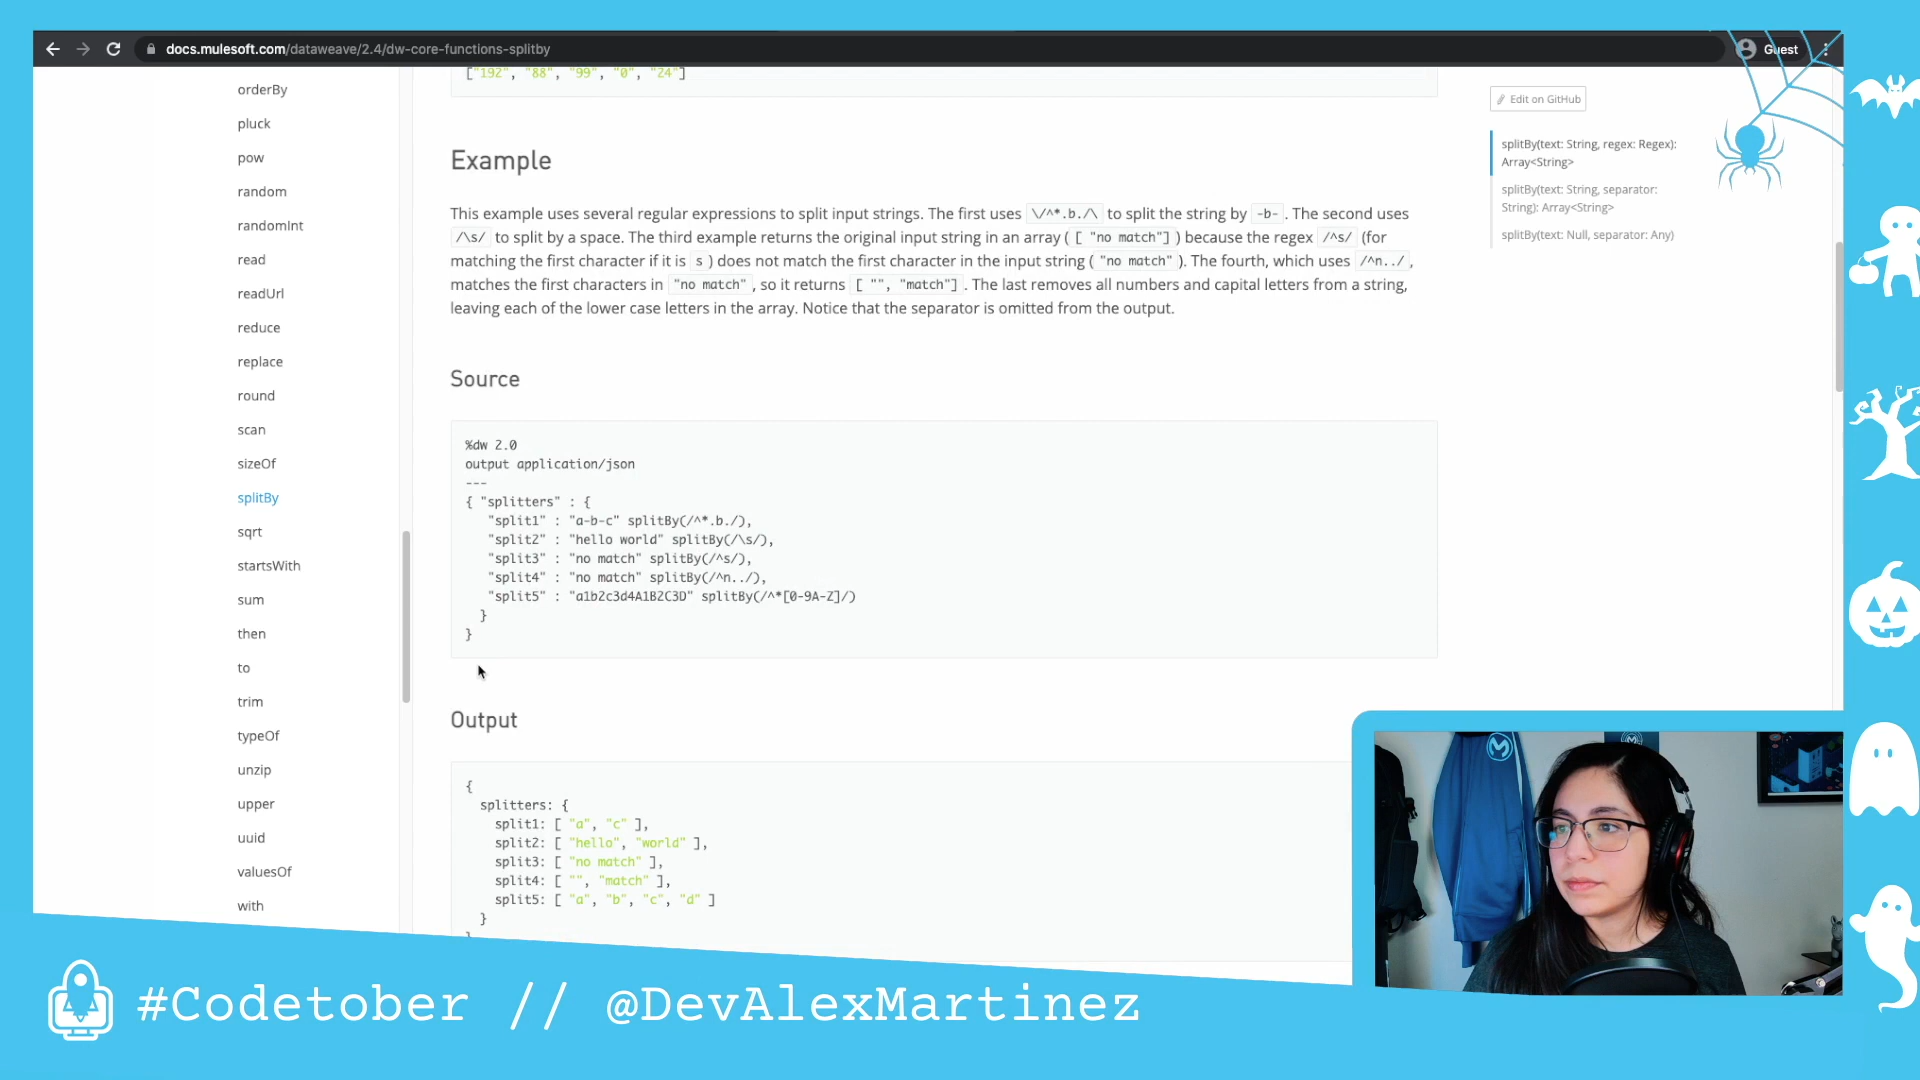 docs.mulesoft.com/dataweave/2.4/dw-core-functions-splitby
Guest
orderBy
pluck
pow
random
randomInt
read
readUrl
reduce
replace
round
scan
sizeOf
splitBy
sqrt
startsWith
sum
then
to
trim
typeOf
unzip
upper
uuid
valuesOf
with
["192", "88", "99", "0", "24"]
Example
This example uses several regular expressions to split input strings. The first uses \/^*.b./\ to split the string by -b-. The second uses
/\s/ to split by a space. The third example returns the original input string in an array ( [ "no match"] ) because the regex /^s/ (for
matching the first character if it is s ) does not match the first character in the input string ( "no match" ). The fourth, which uses /^n../ ,
matches the first characters in "no match" , so it returns [ "", "match"] . The last removes all numbers and capital letters from a string,
leaving each of the lower case letters in the array. Notice that the separator is omitted from the output.
Source
%dw 2.0
output application/json
---
{ "splitters" : {
"split1" : "a-b-c" splitBy(/^*.b./),
"split2" : "hello world" splitBy(/\s/),
"split3" : "no match" splitBy(/^s/),
"split4" : "no match" splitBy(/^n../),
"split5" : "a1b2c3d4A1B2C3D" splitBy(/^*[0-9A-Z]/)
}
}
Output
{
splitters: {
split1: [ "a", "c" ],
split2: [ "hello", "world" ],
split3: [ "no match" ],
split4: [ "", "match" ],
split5: [ "a", "b", "c", "d" ]
}
Edit on GitHub
splitBy(text: String, regex: Regex):
Array<String>
splitBy(text: String, separator:
String): Array<String>
splitBy(text: Null, separator: Any)
#Codetober // @DevAlexMartinez